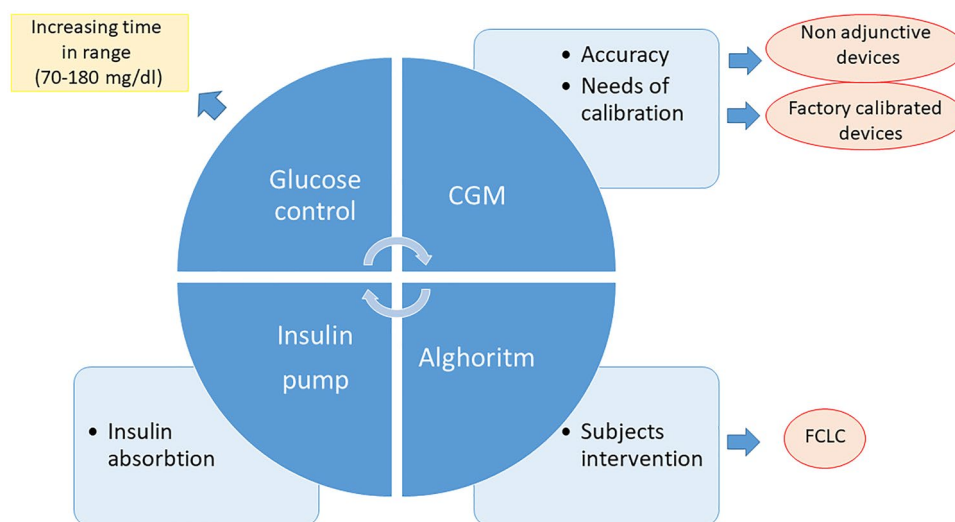 Increasing time
in range
(70-180 mg/dl)
• Accuracy
• Needs of
calibration
Non adjunctive
devices
Factory calibrated
devices
Glucose
control
CGM
Insulin
pump
Alghoritm
• Insulin
absorbtion
• Subjects
intervention
FCLC